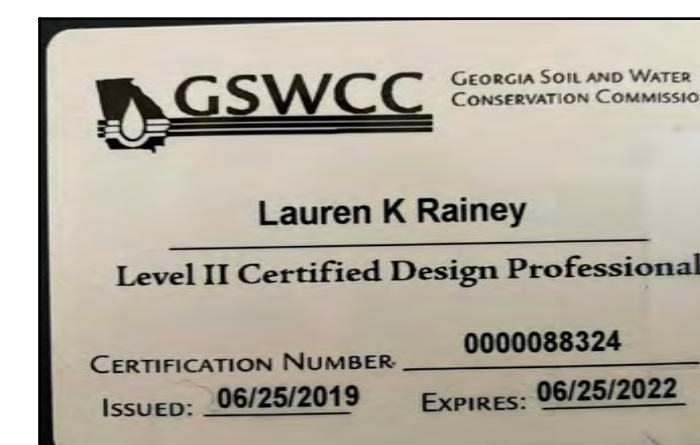 GSWCC
GEORGIA SOIL AND WATER
CONSERVATION COMMISSIO
Lauren K Rainey
Level II Certified Design Professional
CERTIFICATION NUMBER 0000088324
ISSUED: 06/25/2019 EXPIRES: 06/25/2022